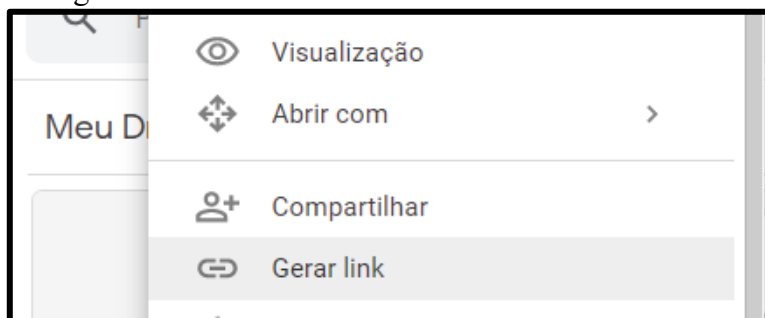 Visualização
Abrir com
Meu D
Compartilhar
Gerar link